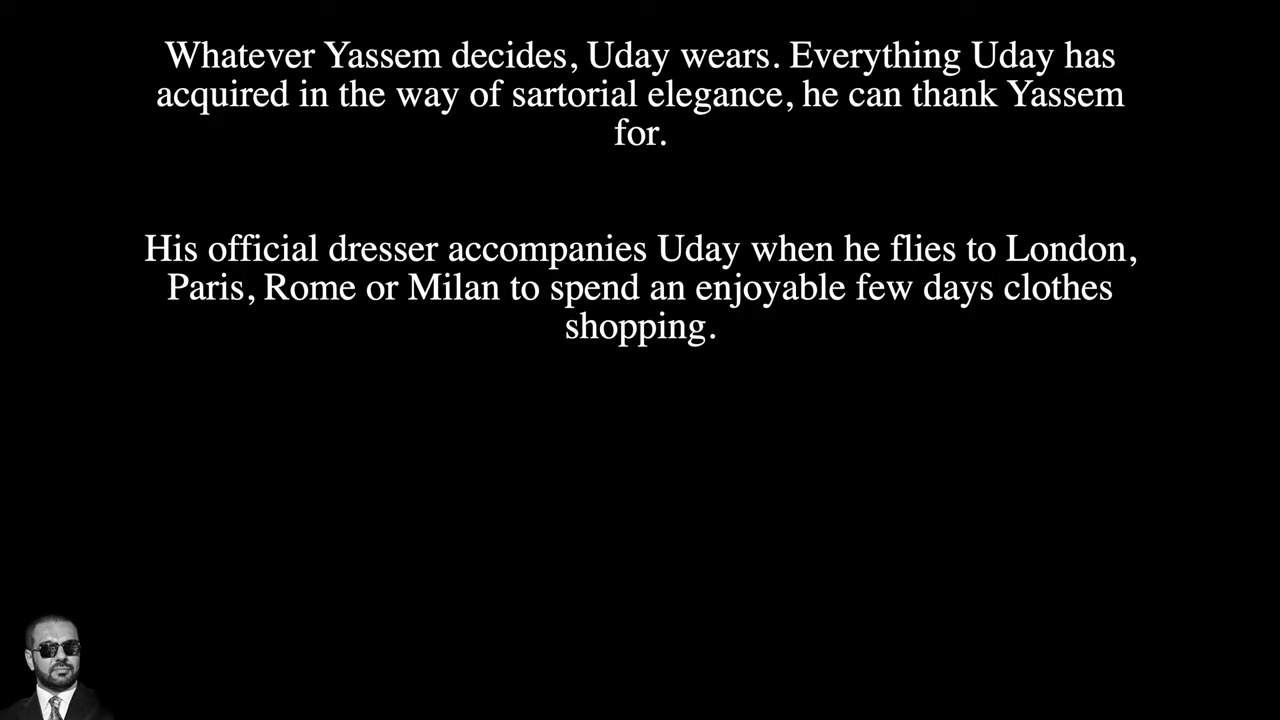 Whatever Yassem decides, Uday wears. Everything Uday has
acquired in the way of sartorial elegance, he can thank Yassem
for.
His official dresser accompanies Uday when he flies to London,
Paris, Rome or Milan to spend an enjoyable few days clothes
shopping.